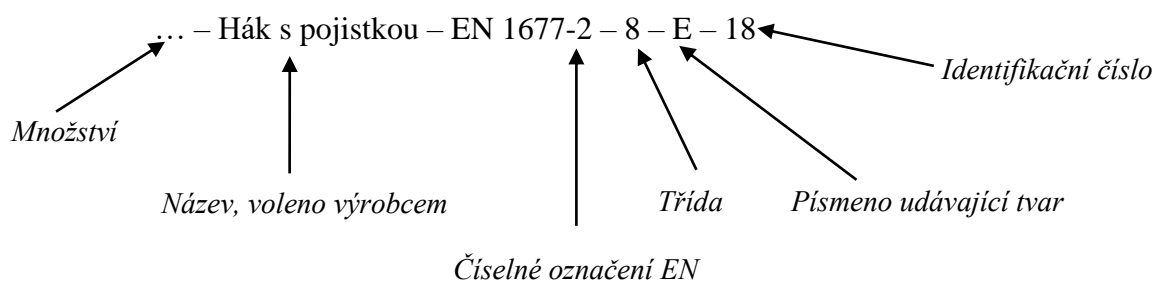 … – Hák s pojistkou – EN 1677-2 – 8 – E – 18
Identifikační číslo
Množství
Název, voleno výrobcem
Třída
Písmeno udávající tvar
Číselné označení EN